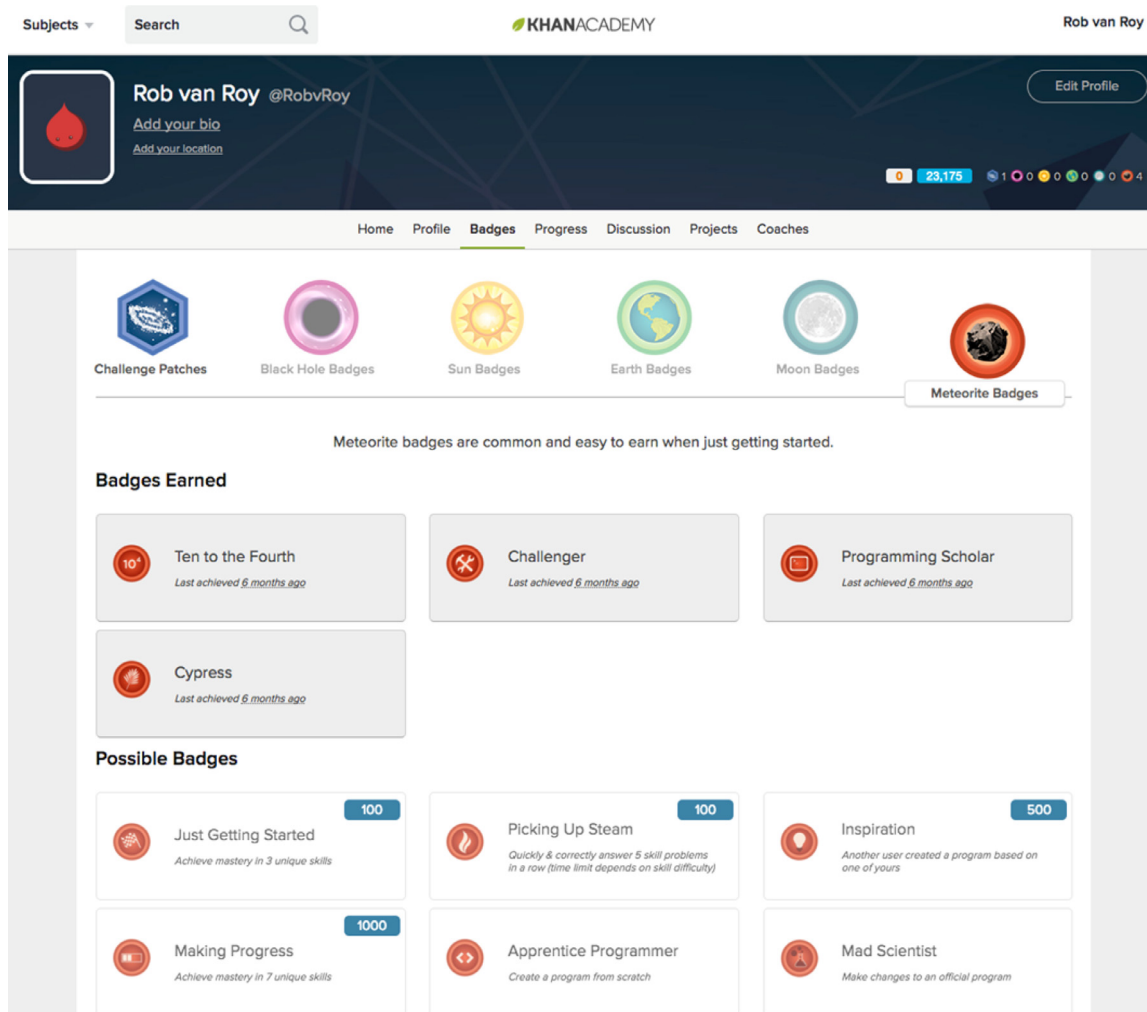 Subjects Search KHANACADEMY Rob van Roy
Rob van Roy @RobvRoy Edit Profile
Add your bio
Add your location
0 23,175 1 0 0 0 0 4
Home Profile Badges Progress Discussion Projects Coaches
Challenge Patches Black Hole Badges Sun Badges Earth Badges Moon Badges
Meteorite Badges
Meteorite badges are common and easy to earn when just getting started.
Badges Earned
10⁴ Ten to the Fourth
Last achieved 6 months ago
Challenger
Last achieved 6 months ago
Programming Scholar
Last achieved 6 months ago
Cypress
Last achieved 6 months ago
Possible Badges
100
Just Getting Started
Achieve mastery in 3 unique skills
100
Picking Up Steam
Quickly & correctly answer 5 skill problems
in a row (time limit depends on skill difficulty)
500
Inspiration
Another user created a program based on
one of yours
1000
Making Progress
Achieve mastery in 7 unique skills
Apprentice Programmer
Create a program from scratch
Mad Scientist
Make changes to an official program